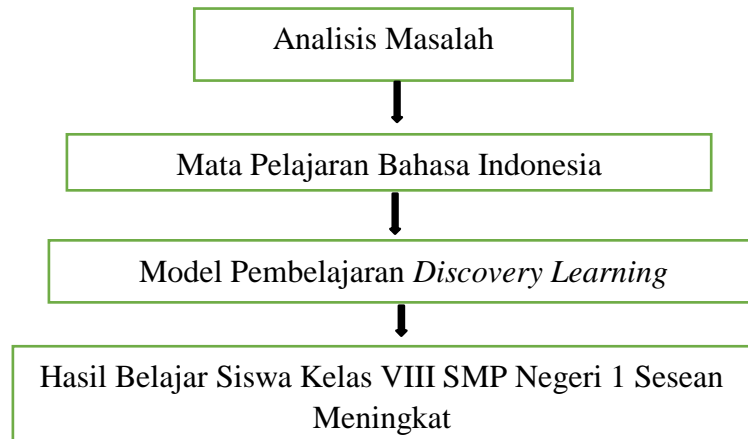 Analisis Masalah
Mata Pelajaran Bahasa Indonesia
Model Pembelajaran Discovery Learning
Hasil Belajar Siswa Kelas VIII SMP Negeri 1 Sesean
Meningkat